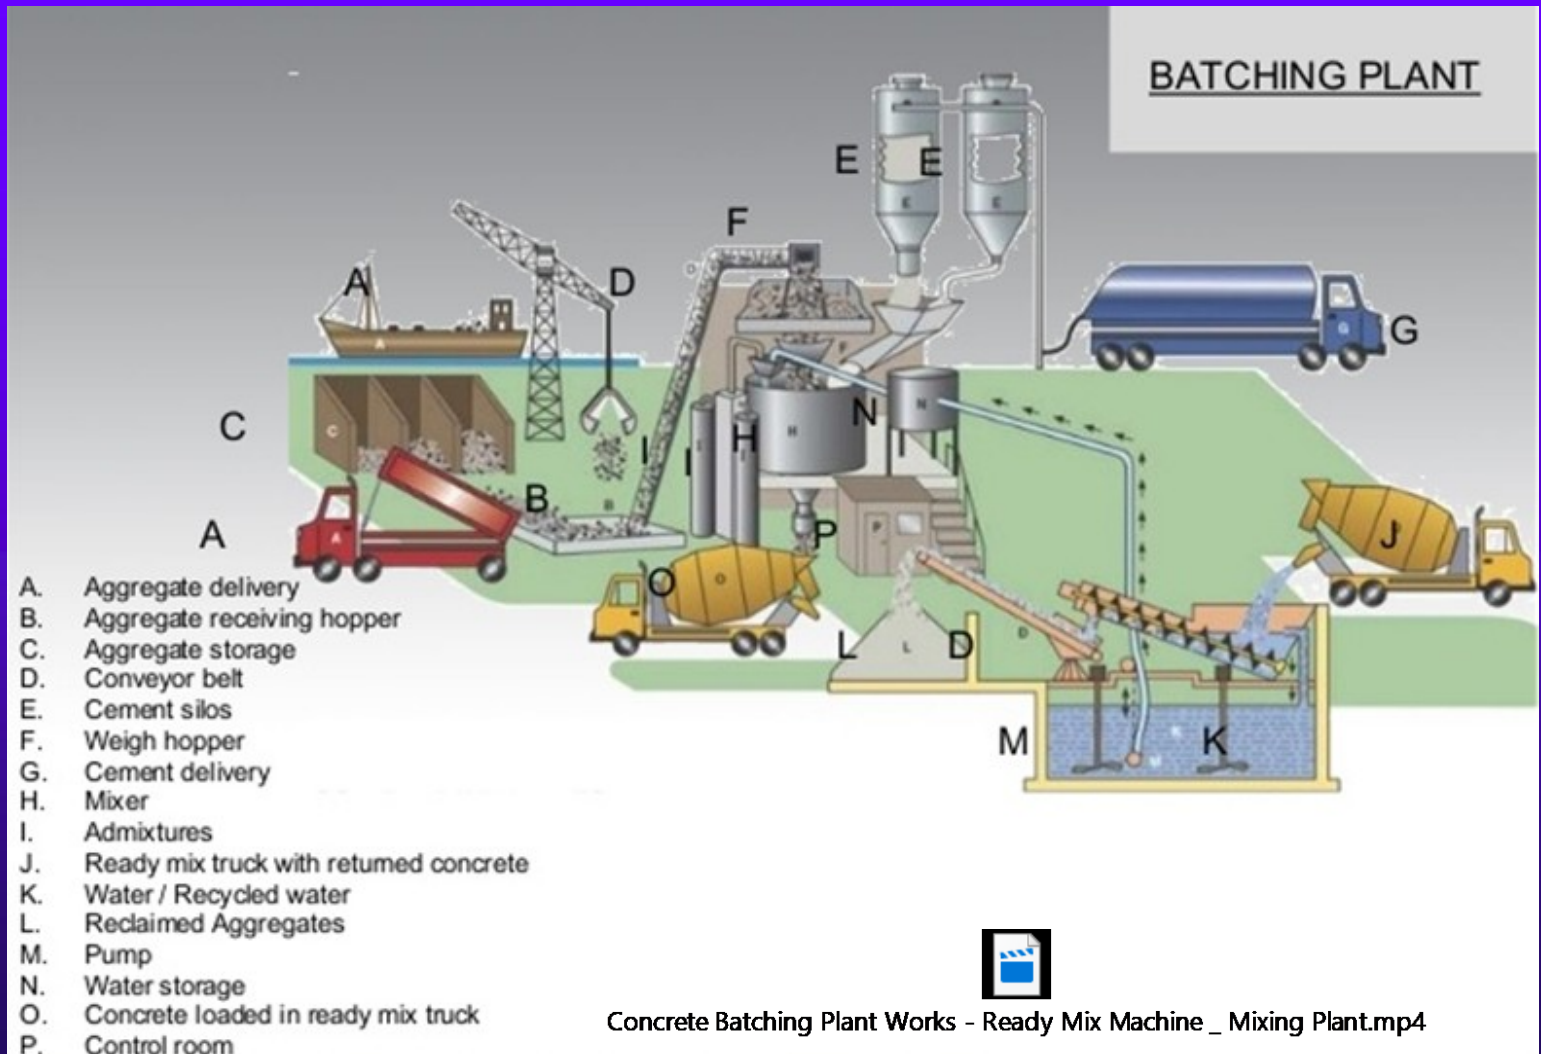 BATCHING PLANT
E
E
E
E
F
A
D
D
A
G
G
F
C
C
N
N
H
H
I
I
I
I
B
B
A
A
P
P
O
O
J
L
L
D
D
M
K
K
M
A. Aggregate delivery
B. Aggregate receiving hopper
C. Aggregate storage
D. Conveyor belt
E. Cement silos
F. Weigh hopper
G. Cement delivery
H. Mixer
I. Admixtures
J. Ready mix truck with returned concrete
K. Water / Recycled water
L. Reclaimed Aggregates
M. Pump
N. Water storage
O. Concrete loaded in ready mix truck
P. Control room
Concrete Batching Plant Works - Ready Mix Machine _ Mixing Plant.mp4